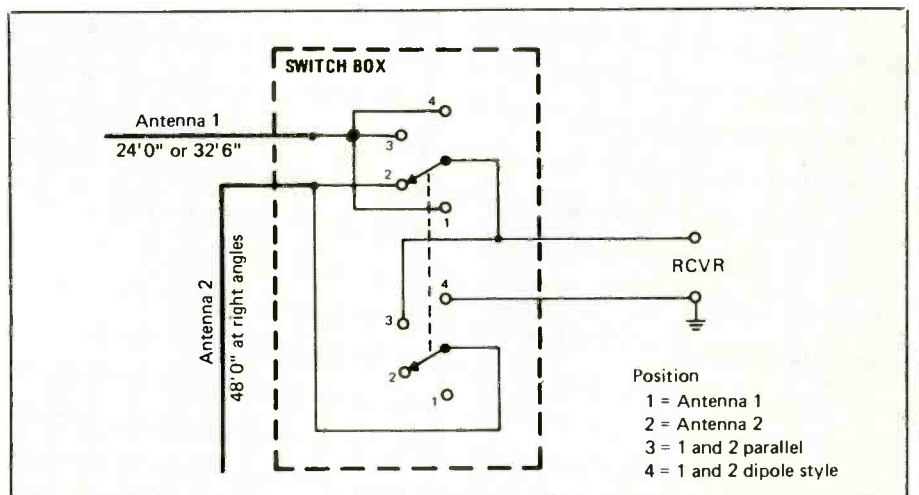 SWITCH BOX
4
Antenna 1
24'0" or 32'6"
3
2
1
RCVR
4
3
Antenna 2
48'0" at right angles
2
1
Position
1 = Antenna 1
2 = Antenna 2
3 = 1 and 2 parallel
4 = 1 and 2 dipole style